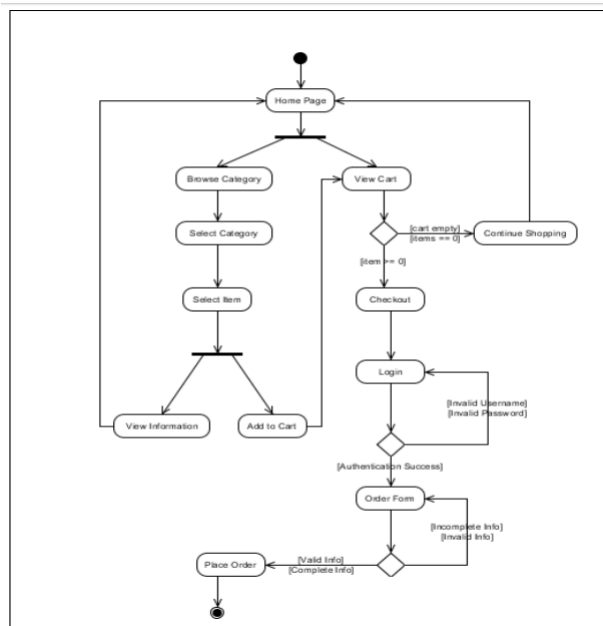 Home Page
Browse Category
View Cart
Select Category
[cart empty]
[items == 0]
Continue Shopping
[item >= 0]
Select Item
Checkout
Login
[Invalid Username]
[Invalid Password]
View Information
Add to Cart
[Authentication Success]
Order Form
[Incomplete Info]
[Invalid Info]
Place Order
[Valid Info]
[Complete Info]